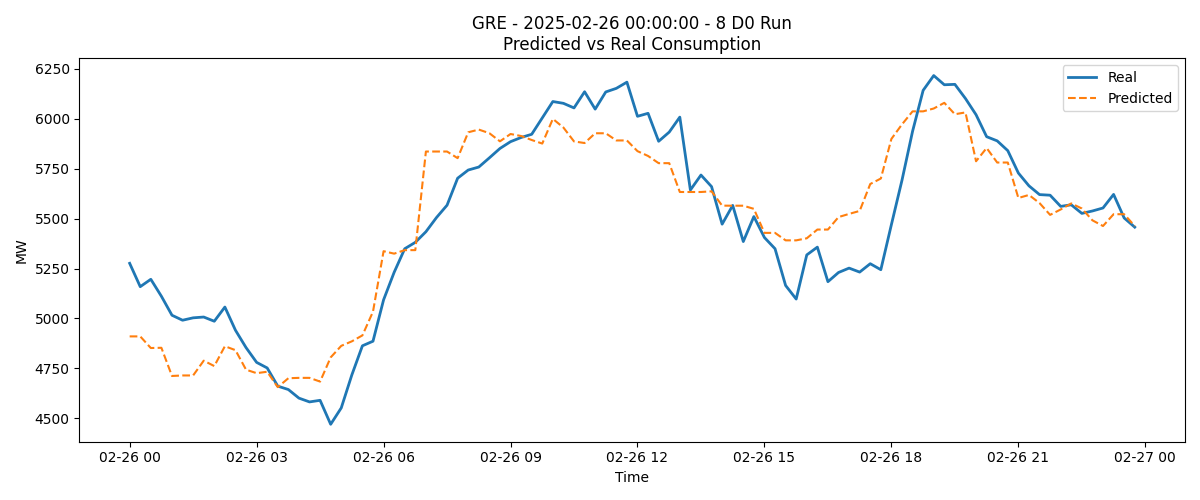 GRE - 2025-02-26 00:00:00 - 8 D0 Run
Predicted vs Real Consumption
Real
Predicted
MW
6250
6000
5750
5500
5250
5000
4750
4500
02-26 00
02-26 03
02-26 06
02-26 09
02-26 12
02-26 15
02-26 18
02-26 21
02-27 00
Time